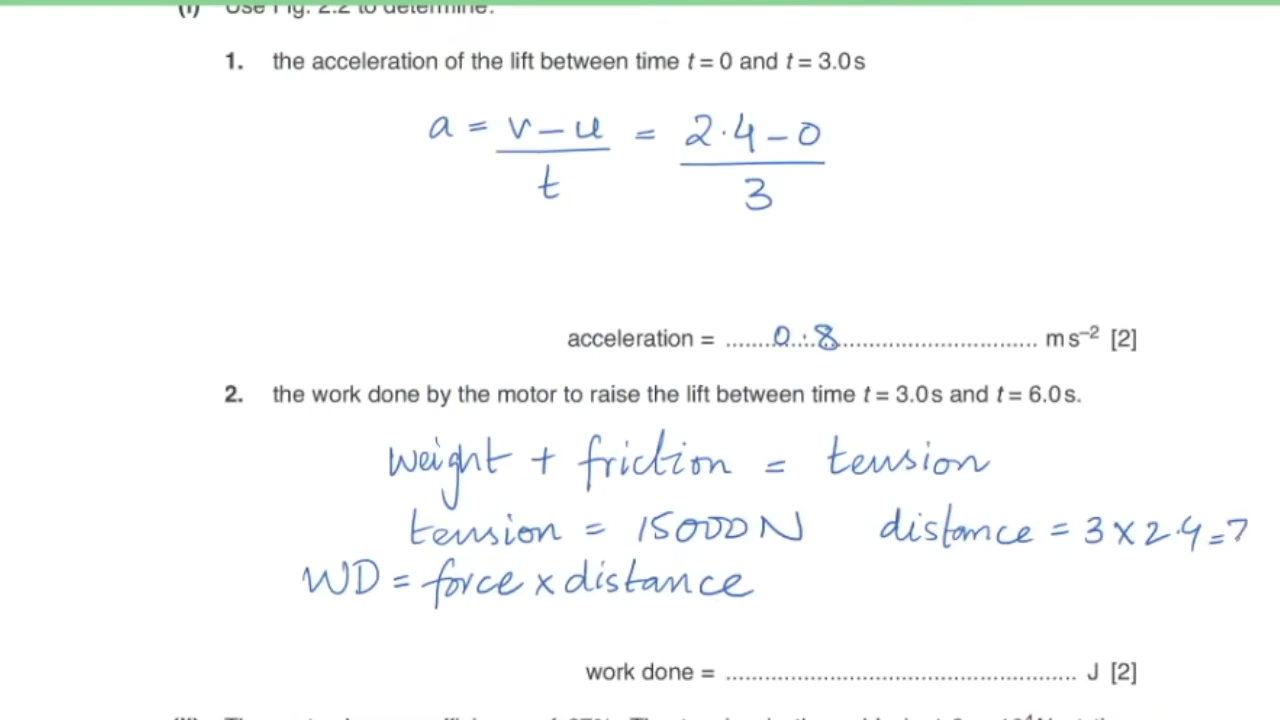 (i) Use Fig. 2.2 to determine:
1. the acceleration of the lift between time t = 0 and t = 3.0 s
a = v – u / t = 2.4 – 0 / 3
acceleration = ........0.8........ m s⁻² [2]
2. the work done by the motor to raise the lift between time t = 3.0 s and t = 6.0 s.
weight + friction = tension
tension = 15000 N distance = 3 x 2.4 = 7
WD = force x distance
work done = ........ J [2]